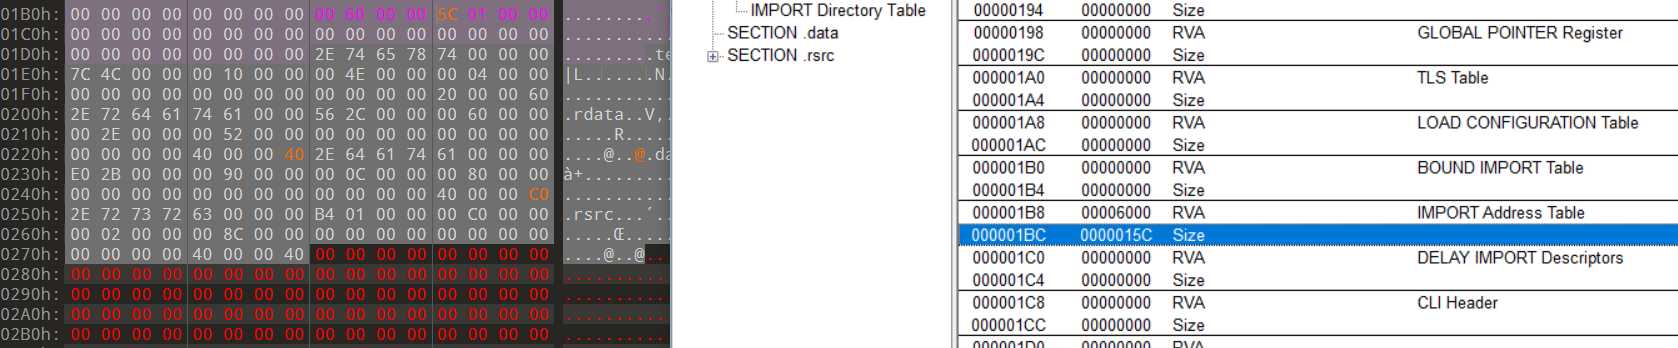 01B0h: 00 00 00 00 00 00 00 00 00 60 00 00 5C 01 00 00 .........`.
01C0h: 00 00 00 00 00 00 00 00 00 00 00 00 00 00 00 00 ...........
01D0h: 00 00 00 00 00 00 00 00 2E 74 65 78 74 00 00 00 .........te
01E0h: 7C 4C 00 00 00 10 00 00 00 4E 00 00 00 04 00 00 |L.......N.
01F0h: 00 00 00 00 00 00 00 00 00 00 00 00 20 00 00 60 ...........
0200h: 2E 72 64 61 74 61 00 00 56 2C 00 00 00 60 00 00 .rdata..V,.
0210h: 00 2E 00 00 00 52 00 00 00 00 00 00 00 00 00 00 .....R.....
0220h: 00 00 00 00 40 00 00 40 2E 64 61 74 61 00 00 00 ....@..@.da
0230h: E0 2B 00 00 00 90 00 00 00 0C 00 00 00 80 00 00 à+.........
0240h: 00 00 00 00 00 00 00 00 00 00 00 00 40 00 00 C0 ...........
0250h: 2E 72 73 72 63 00 00 00 B4 01 00 00 00 C0 00 00 .rsrc...´..
0260h: 00 02 00 00 00 8C 00 00 00 00 00 00 00 00 00 00 .....Œ.....
0270h: 00 00 00 00 40 00 00 40 00 00 00 00 00 00 00 00 ....@..@...
0280h: 00 00 00 00 00 00 00 00 00 00 00 00 00 00 00 00 ...........
0290h: 00 00 00 00 00 00 00 00 00 00 00 00 00 00 00 00 ...........
02A0h: 00 00 00 00 00 00 00 00 00 00 00 00 00 00 00 00 ...........
02B0h: 00 00 00 00 00 00 00 00 00 00 00 00 00 00 00 00 ...........
IMPORT Directory Table
SECTION .data
SECTION .rsrc
00000194 00000000 Size
00000198 00000000 RVA GLOBAL POINTER Register
0000019C 00000000 Size
000001A0 00000000 RVA TLS Table
000001A4 00000000 Size
000001A8 00000000 RVA LOAD CONFIGURATION Table
000001AC 00000000 Size
000001B0 00000000 RVA BOUND IMPORT Table
000001B4 00000000 Size
000001B8 00006000 RVA IMPORT Address Table
000001BC 0000015C Size
000001C0 00000000 RVA DELAY IMPORT Descriptors
000001C4 00000000 Size
000001C8 00000000 RVA CLI Header
000001CC 00000000 Size
000001D0 00000000 RVA